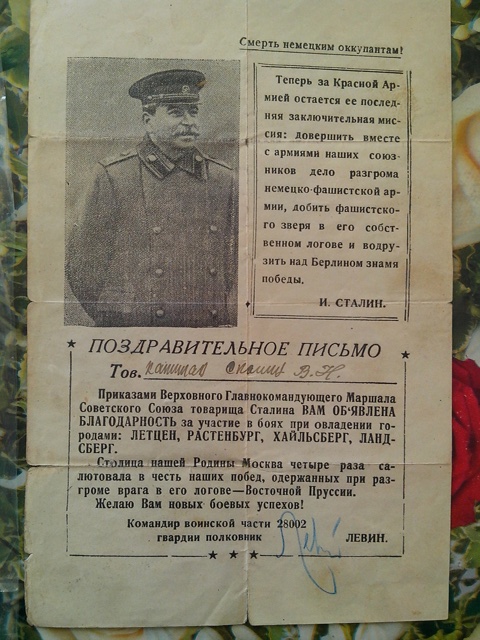 Смерть немецким оккупантам!
Теперь за Красной Ар-
мией остается ее послед-
няя заключительная мис-
сия: довершить вместе
с армиями наших союз-
ников дело разгрома
немецко-фашистской ар-
мии, добить фашистско-
го зверя в его собст-
венном логове и водру-
зить над Берлином знамя
победы.
И. СТАЛИН.
ПОЗДРАВИТЕЛЬНОЕ ПИСЬМО
Тов. капитан В. Н.
Приказами Верховного Главнокомандующего Маршала
Советского Союза товарища Сталина ВАМ ОБ'ЯВЛЕНА
БЛАГОДАРНОСТЬ за участие в боях при овладении го-
родами: ЛЕТЦЕН, РАСТЕНБУРГ, ХАЙЛЬСБЕРГ, ЛАНД-
СБЕРГ.
Столица нашей Родины Москва четыре раза са-
лютовала в честь наших побед, одержанных при раз-
громе врага в его логове—Восточной Пруссии.
Желаю Вам новых боевых успехов!
Командир воинской части 28002
гвардии полковник ЛЕВИН.